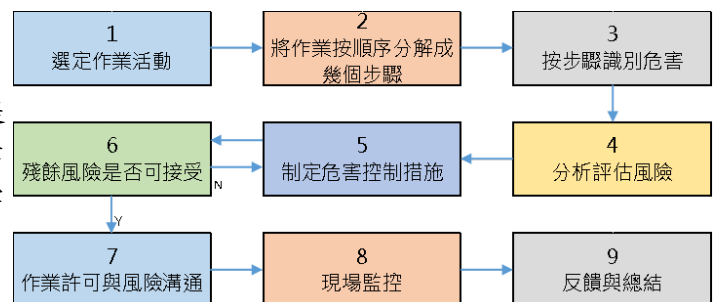 1
選定作業活動
2
將作業按順序分解成
幾個步驟
3
按步驟識別危害
6
殘餘風險是否可接受
N
5
制定危害控制措施
4
分析評估風險
Y
7
作業許可與風險溝通
8
現場監控
9
反饋與總結